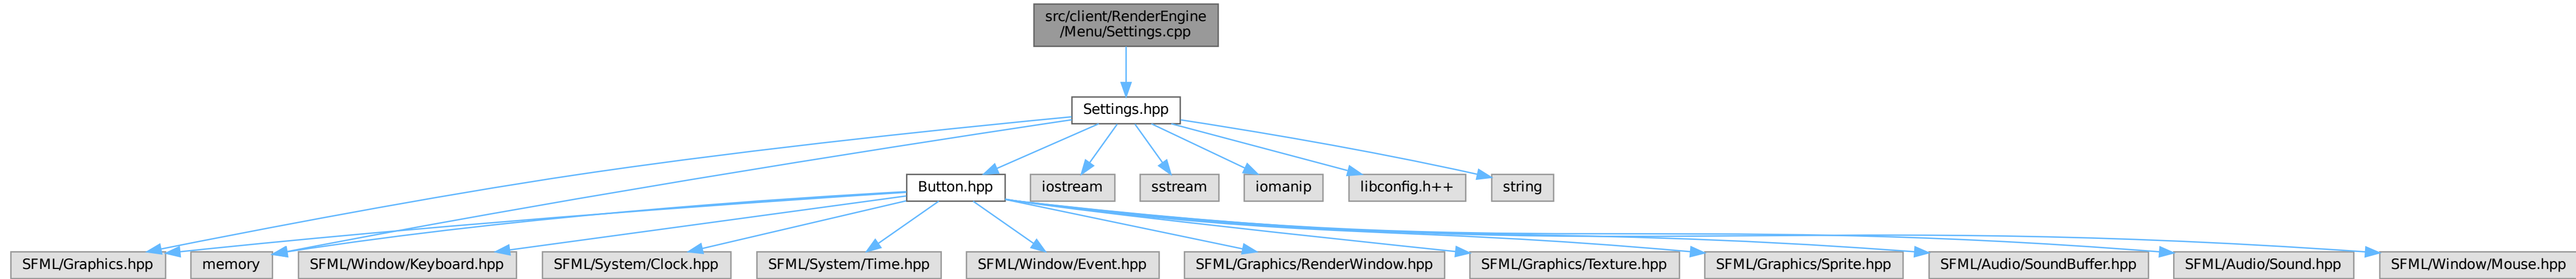 src/client/RenderEngine
/Menu/Settings.cpp
Settings.hpp
Button.hpp
iostream
sstream
iomanip
libconfig.h++
string
SFML/Graphics.hpp
memory
SFML/Window/Keyboard.hpp
SFML/System/Clock.hpp
SFML/System/Time.hpp
SFML/Window/Event.hpp
SFML/Graphics/RenderWindow.hpp
SFML/Graphics/Texture.hpp
SFML/Graphics/Sprite.hpp
SFML/Audio/SoundBuffer.hpp
SFML/Audio/Sound.hpp
SFML/Window/Mouse.hpp